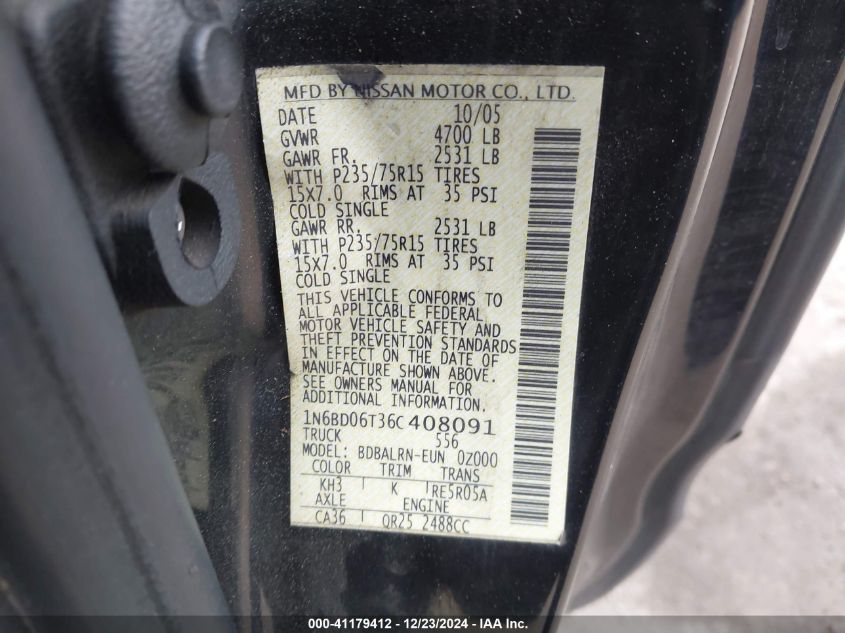 MFD BY NISSAN MOTOR CO., LTD.
DATE 10/05
GVWR 4700 LB
GAWR FR. 2531 LB
WITH P235/75R15 TIRES
15X7.0 RIMS AT 35 PSI
COLD SINGLE
GAWR RR. 2531 LB
WITH P235/75R15 TIRES
15X7.0 RIMS AT 35 PSI
COLD SINGLE
THIS VEHICLE CONFORMS TO
ALL APPLICABLE FEDERAL
MOTOR VEHICLE SAFETY AND
THEFT PREVENTION STANDARDS
IN EFFECT ON THE DATE OF
MANUFACTURE SHOWN ABOVE.
SEE OWNERS MANUAL FOR
ADDITIONAL INFORMATION.
1N6BD06T36C408091
TRUCK 556
MODEL: BDBALRN-EUN 0Z000
COLOR TRIM TRANS
KH3 K RE5R05A
AXLE ENGINE
CA36 QR25 2488CC
000-41179412 - 12/23/2024 - US/EN.